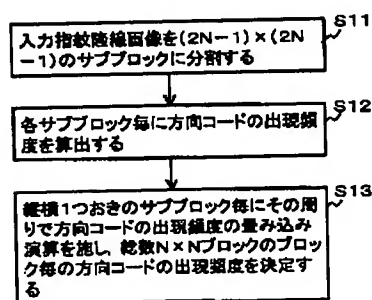 S11
入力指紋隆線画像を(2N-1)×(2N
-1)のサブブロックに分割する
S12
各サブブロック毎に方向コードの出現頻
度を算出する
S13
縦横1つおきのサブブロック毎にその周
りで方向コードの出現頻度の畳み込み
演算を施し、総数N×Nブロックのブロッ
ク毎の方向コードの出現頻度を決定す
る